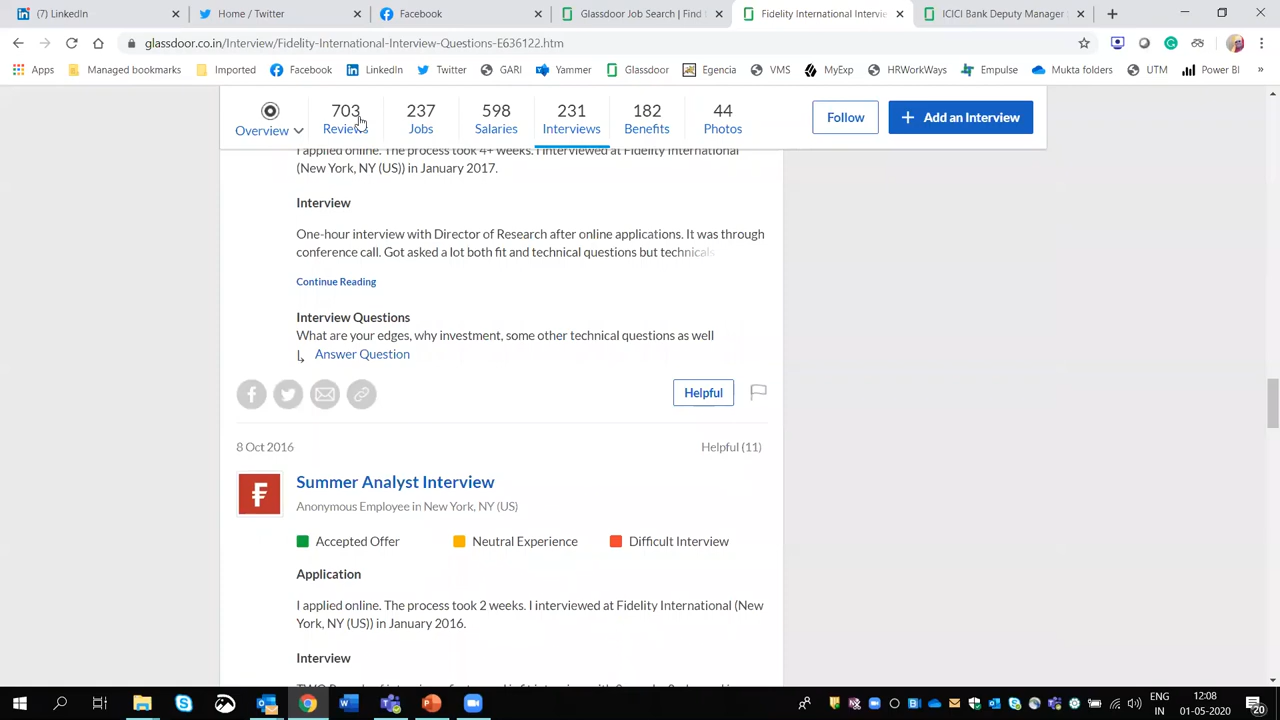 (7) LinkedIn
Home / Twitter
Facebook
Glassdoor Job Search | Find
Fidelity International Intervie
ICICI Bank Deputy Manager
glassdoor.co.in/Interview/Fidelity-International-Interview-Questions-E636122.htm
Apps Managed bookmarks Imported Facebook LinkedIn Twitter GARI Yammer Glassdoor Egencia VMS MyExp HRWorkWays Empulse Mukta folders UTM Power BI »
703 237 598 231 182 44
Overview Reviews Jobs Salaries Interviews Benefits Photos
Follow
+ Add an Interview
I applied online. The process took 4+ weeks. I interviewed at Fidelity International
(New York, NY (US)) in January 2017.
Interview
One-hour interview with Director of Research after online applications. It was through
conference call. Got asked a lot both fit and technical questions but technicals
Continue Reading
Interview Questions
What are your edges, why investment, some other technical questions as well
Answer Question
Helpful
8 Oct 2016 Helpful (11)
Summer Analyst Interview
Anonymous Employee in New York, NY (US)
Accepted Offer Neutral Experience Difficult Interview
Application
I applied online. The process took 2 weeks. I interviewed at Fidelity International (New
York, NY (US)) in January 2016.
Interview
ENG 12:08
IN 01-05-2020
20